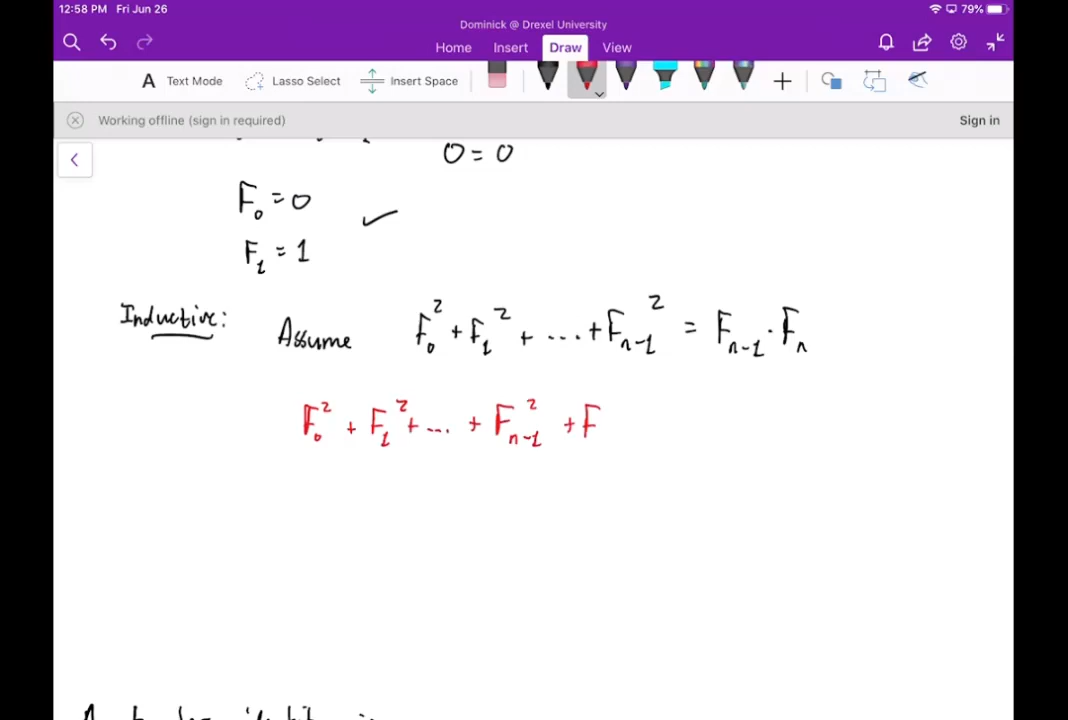 12:58 PM Fri Jun 26 79%
Dominick @ Drexel University
Home Insert Draw View
A Text Mode Lasso Select Insert Space
Working offline (sign in required) Sign in
0 = 0
F₀ = 0 ✓
F₁ = 1
Inductive: Assume F₀² + F₁² + .... + Fₙ₋₁² = Fₙ₋₁ · Fₙ
F₀² + F₁² + ... + Fₙ₋₁² + F